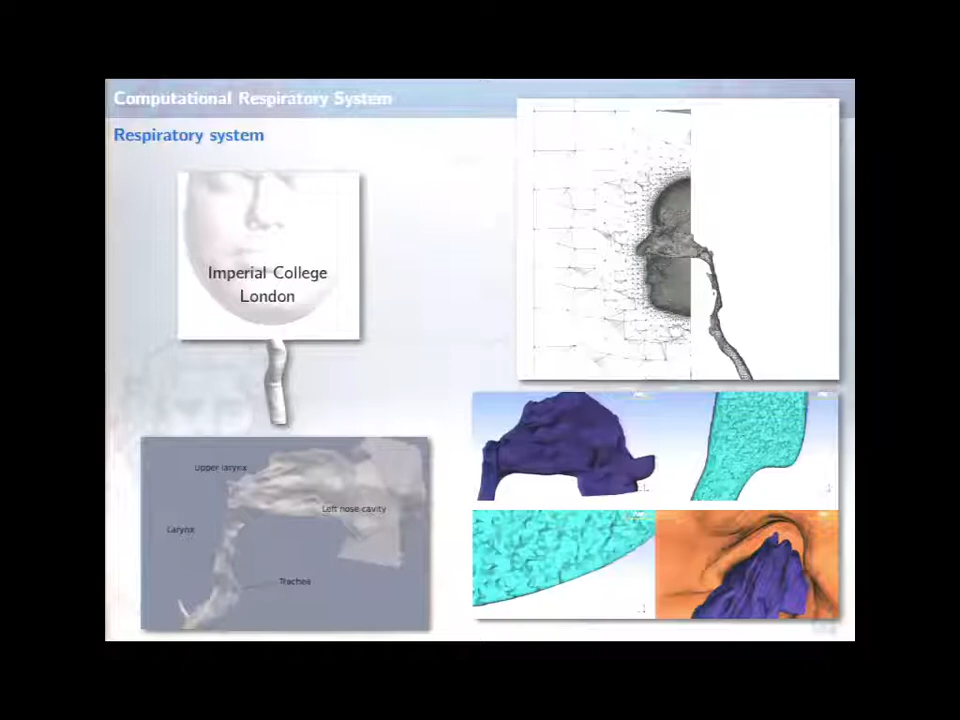 Computational Respiratory System
Respiratory system
Imperial College
London
Upper larynx
Left nose cavity
Larynx
Trachea